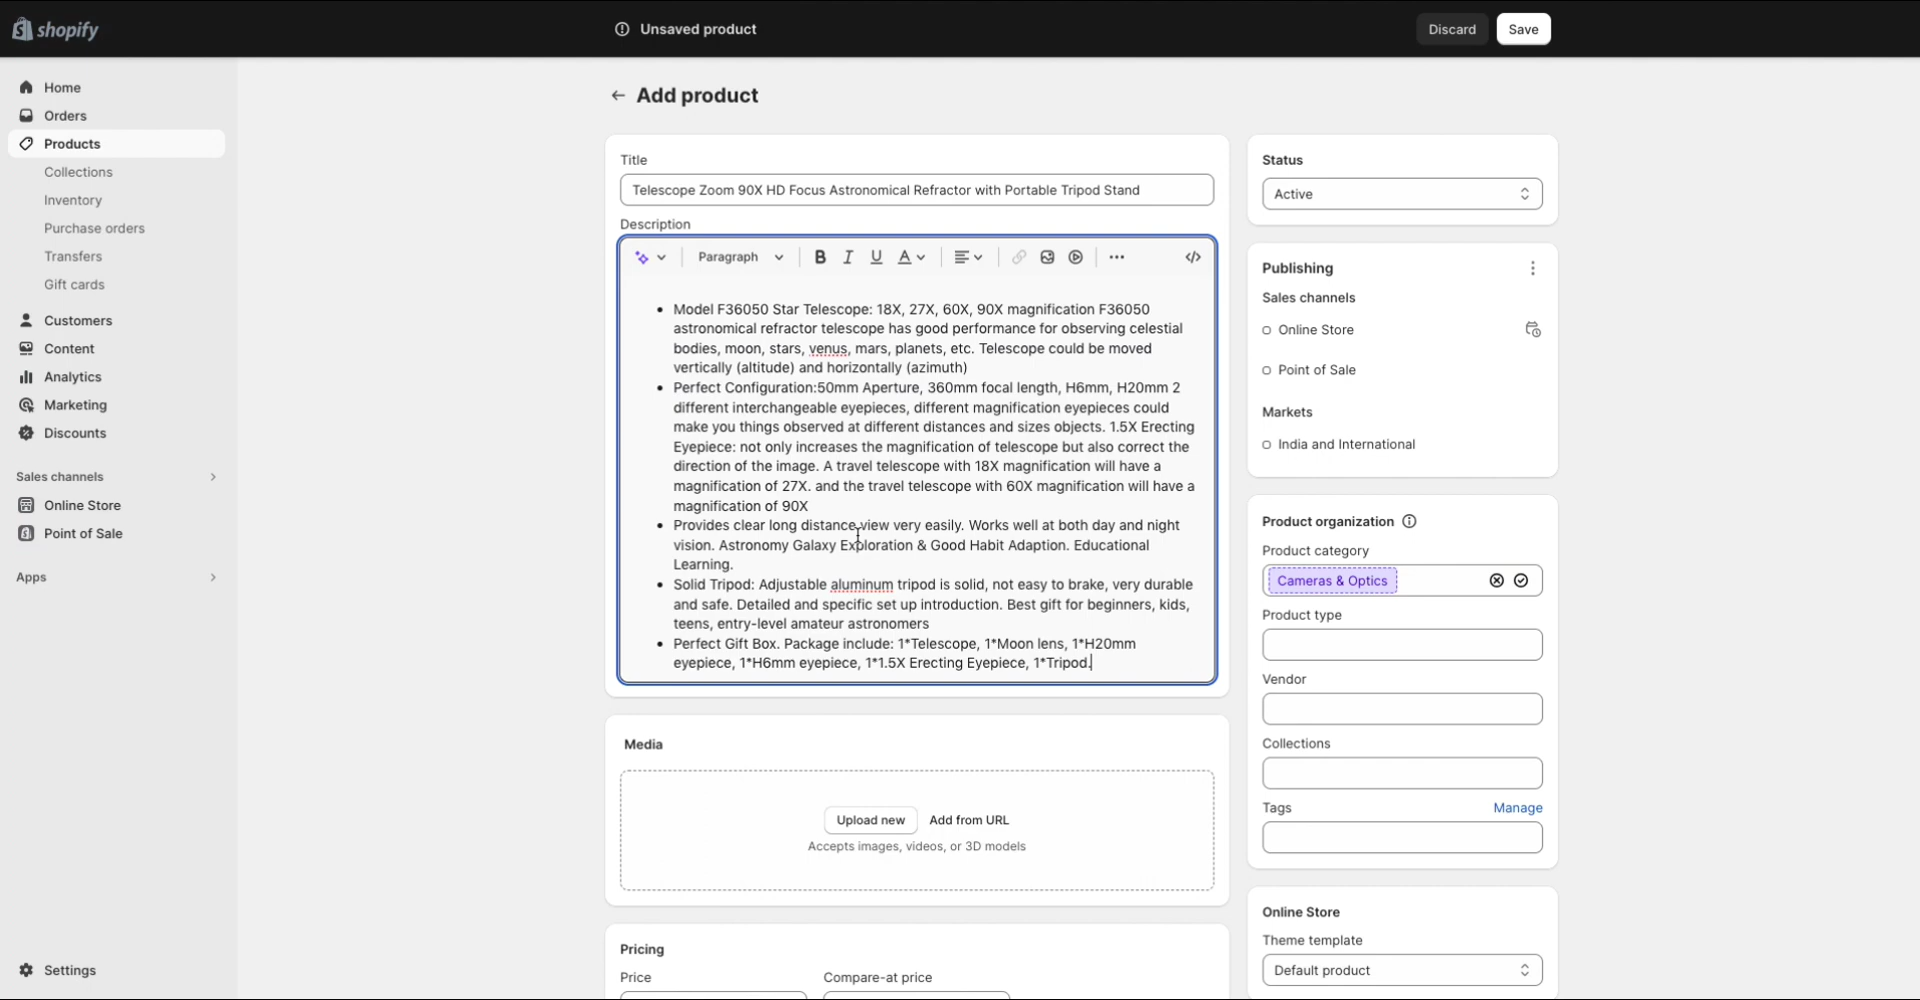 shopify
Unsaved product
Discard
Save
Home
Orders
Products
Collections
Inventory
Purchase orders
Transfers
Gift cards
Customers
Content
Analytics
Marketing
Discounts
Sales channels
Online Store
Point of Sale
Apps
Settings
Add product
Title
Telescope Zoom 90X HD Focus Astronomical Refractor with Portable Tripod Stand
Description
Paragraph
B I U A
Model F36050 Star Telescope: 18X, 27X, 60X, 90X magnification F36050
astronomical refractor telescope has good performance for observing celestial
bodies, moon, stars, venus, mars, planets, etc. Telescope could be moved
vertically (altitude) and horizontally (azimuth)
Perfect Configuration:50mm Aperture, 360mm focal length, H6mm, H20mm 2
different interchangeable eyepieces, different magnification eyepieces could
make you things observed at different distances and sizes objects. 1.5X Erecting
Eyepiece: not only increases the magnification of telescope but also correct the
direction of the image. A travel telescope with 18X magnification will have a
magnification of 27X. and the travel telescope with 60X magnification will have a
magnification of 90X
Provides clear long distance view very easily. Works well at both day and night
vision. Astronomy Galaxy Exploration & Good Habit Adaption. Educational
Learning.
Solid Tripod: Adjustable aluminum tripod is solid, not easy to brake, very durable
and safe. Detailed and specific set up introduction. Best gift for beginners, kids,
teens, entry-level amateur astronomers
Perfect Gift Box. Package include: 1*Telescope, 1*Moon lens, 1*H20mm
eyepiece, 1*H6mm eyepiece, 1*1.5X Erecting Eyepiece, 1*Tripod.
Media
Upload new
Add from URL
Accepts images, videos, or 3D models
Pricing
Price
Compare-at price
Status
Active
Publishing
Sales channels
Online Store
Point of Sale
Markets
India and International
Product organization
Product category
Cameras & Optics
Product type
Vendor
Collections
Tags
Manage
Online Store
Theme template
Default product